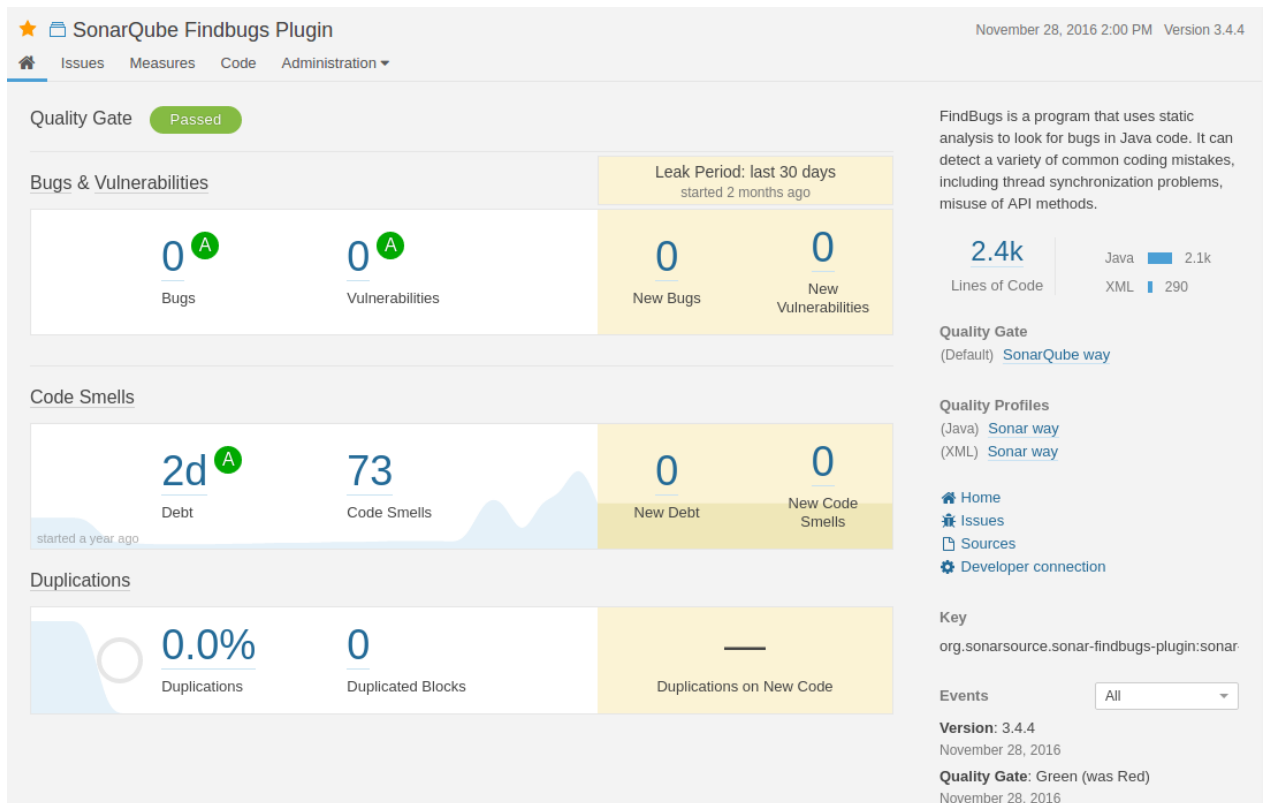 SonarQube Findbugs Plugin
November 28, 2016 2:00 PM Version 3.4.4
Issues Measures Code Administration
Quality Gate Passed
Bugs & Vulnerabilities
Leak Period: last 30 days
started 2 months ago
0 A
Bugs
0 A
Vulnerabilities
0
New Bugs
0
New
Vulnerabilities
Code Smells
2d A
Debt
73
Code Smells
started a year ago
0
New Debt
0
New Code
Smells
Duplications
0.0%
Duplications
0
Duplicated Blocks
—
Duplications on New Code
FindBugs is a program that uses static
analysis to look for bugs in Java code. It can
detect a variety of common coding mistakes,
including thread synchronization problems,
misuse of API methods.
2.4k
Lines of Code
Java 2.1k
XML 290
Quality Gate
(Default) SonarQube way
Quality Profiles
(Java) Sonar way
(XML) Sonar way
Home
Issues
Sources
Developer connection
Key
org.sonarsource.sonar-findbugs-plugin:sonar-
Events All
Version: 3.4.4
November 28, 2016
Quality Gate: Green (was Red)
November 28, 2016